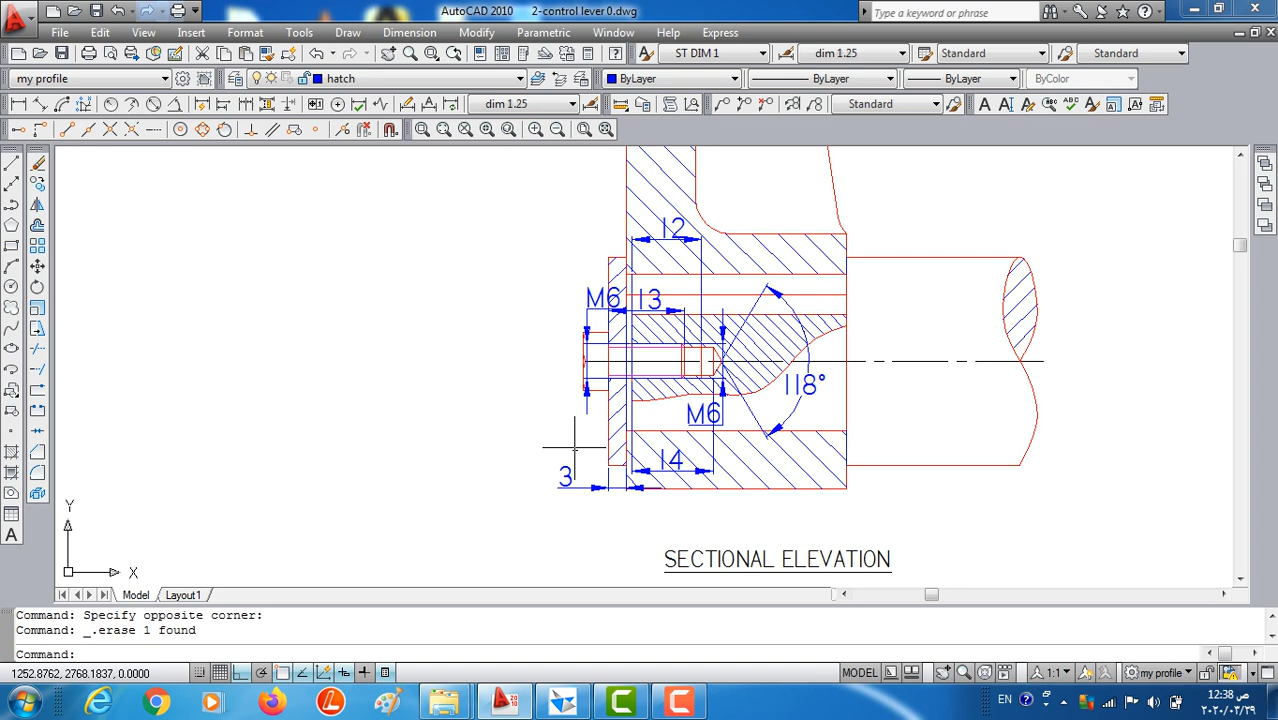 AutoCAD 2010 2-control lever 0.dwg
Type a keyword or phrase
File Edit View Insert Format Tools Draw Dimension Modify Parametric Window Help Express
ST DIM 1 dim 1.25 Standard Standard
my profile hatch ByLayer ByLayer ByLayer ByColor
dim 1.25 Standard
12
M6 13
118°
M6
14
3
Y
X
SECTIONAL ELEVATION
Model Layout1
Command: Specify opposite corner:
Command: _.erase 1 found
Command:
1252.8762, 2768.1837, 0.0000 MODEL 1:1 my profile
EN 12:38 ص
٢٠٢٠/٠٣/٢٩